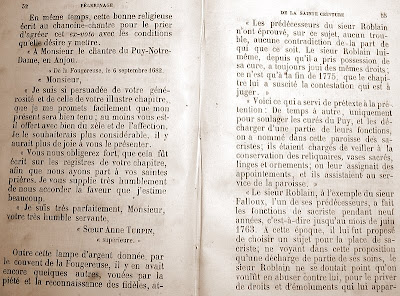 52 PÈLERINAGE
En même temps, cette bonne religieuse
écrit au chanoine-chantre pour le prier
d'agréer cet ex-voto avec les conditions
qu'elle désire y mettre.
« A Monsieur le chantre du Puy-Notre-
Dame, en Anjou.
« De la Fougereuse, le 6 septembre 1682.
« Monsieur,
« Je suis si persuadée de votre géné-
rosité et de celle de votre illustre chapitre,
que je me promets facilement que mon
présent sera bien tenu; au moins vous est-
il offert avec bien du zèle et de l'affection.
Je le souhaiterais plus considérable, il y
aurait plus de joie à vous le présenter.
« Vous nous obligerez fort, que cela fût
écrit sur les registres de votre chapitre,
afin que nous ayons part à vos saintes
prières. Je vous supplie très humblement
de nous accorder la faveur que, j'estime
beaucoup.
« Je suis très parfaitement, Monsieur,
votre très humble servante,
« Sœur Anne TURPIN,
« supérieure. »
Outre cette lampe d'argent donnée par
le couvent de la Fougereuse, il y en avait
encore quelques autres, vouées par la
piété et la reconnaissance des fidèles, at-
DE LA SAINTE CEINTURE
« Les prédécesseurs du sieur Roblain
n'ont éprouvé, sur ce sujet, aucun trou-
ble, aucune contradiction de la part de
qui que ce soit. Le sieur Roblain lui-
même, depuis qu'il a pris possession de
sa cure, a toujours joui des mêmes droits;
ce n'est qu'à la fin de 1775, que le chapi-
tre lui a suscité la contestation qui est à
juger. »
« Voici ce qui a servi de prétexte à la pré-
tention: De temps à autre, uniquement
pour soulager les curés du Puy, et les dé-
charger d'une partie de leurs fonctions,
on a nommé dans cette paroisse des sa-
cristes; ils étaient chargés de veiller à la
conservation des reliquaires, vases sacrés,
linges et ornements; on leur assignait des
appointements, et ils assistaient au ser-
vice de la paroisse. »
« Le sieur Roblain, à l'exemple du sieur
Falloux, l'un de ses prédécesseurs, a fait
les fonctions de sacriste pendant neuf
années, c'est-à-dire jusqu'au mois de juin
1763. A cette époque, il lui fut proposé
de choisir un sujet pour la place de sa-
criste; ne voyant dans cette proposition
qu'une décharge de partie de ses soins, le
sieur Roblain ne se doutait point qu'on
voulût en abuser contre lui, pour le priver
de droits et d'émoluments qui lui appar-